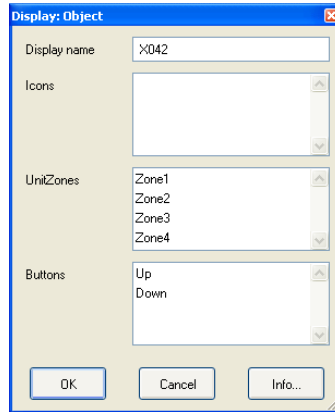 Display: Object
Display name
X042
Icons
UnitZones
Zone1
Zone2
Zone3
Zone4
Buttons
Up
Down
OK
Cancel
Info...